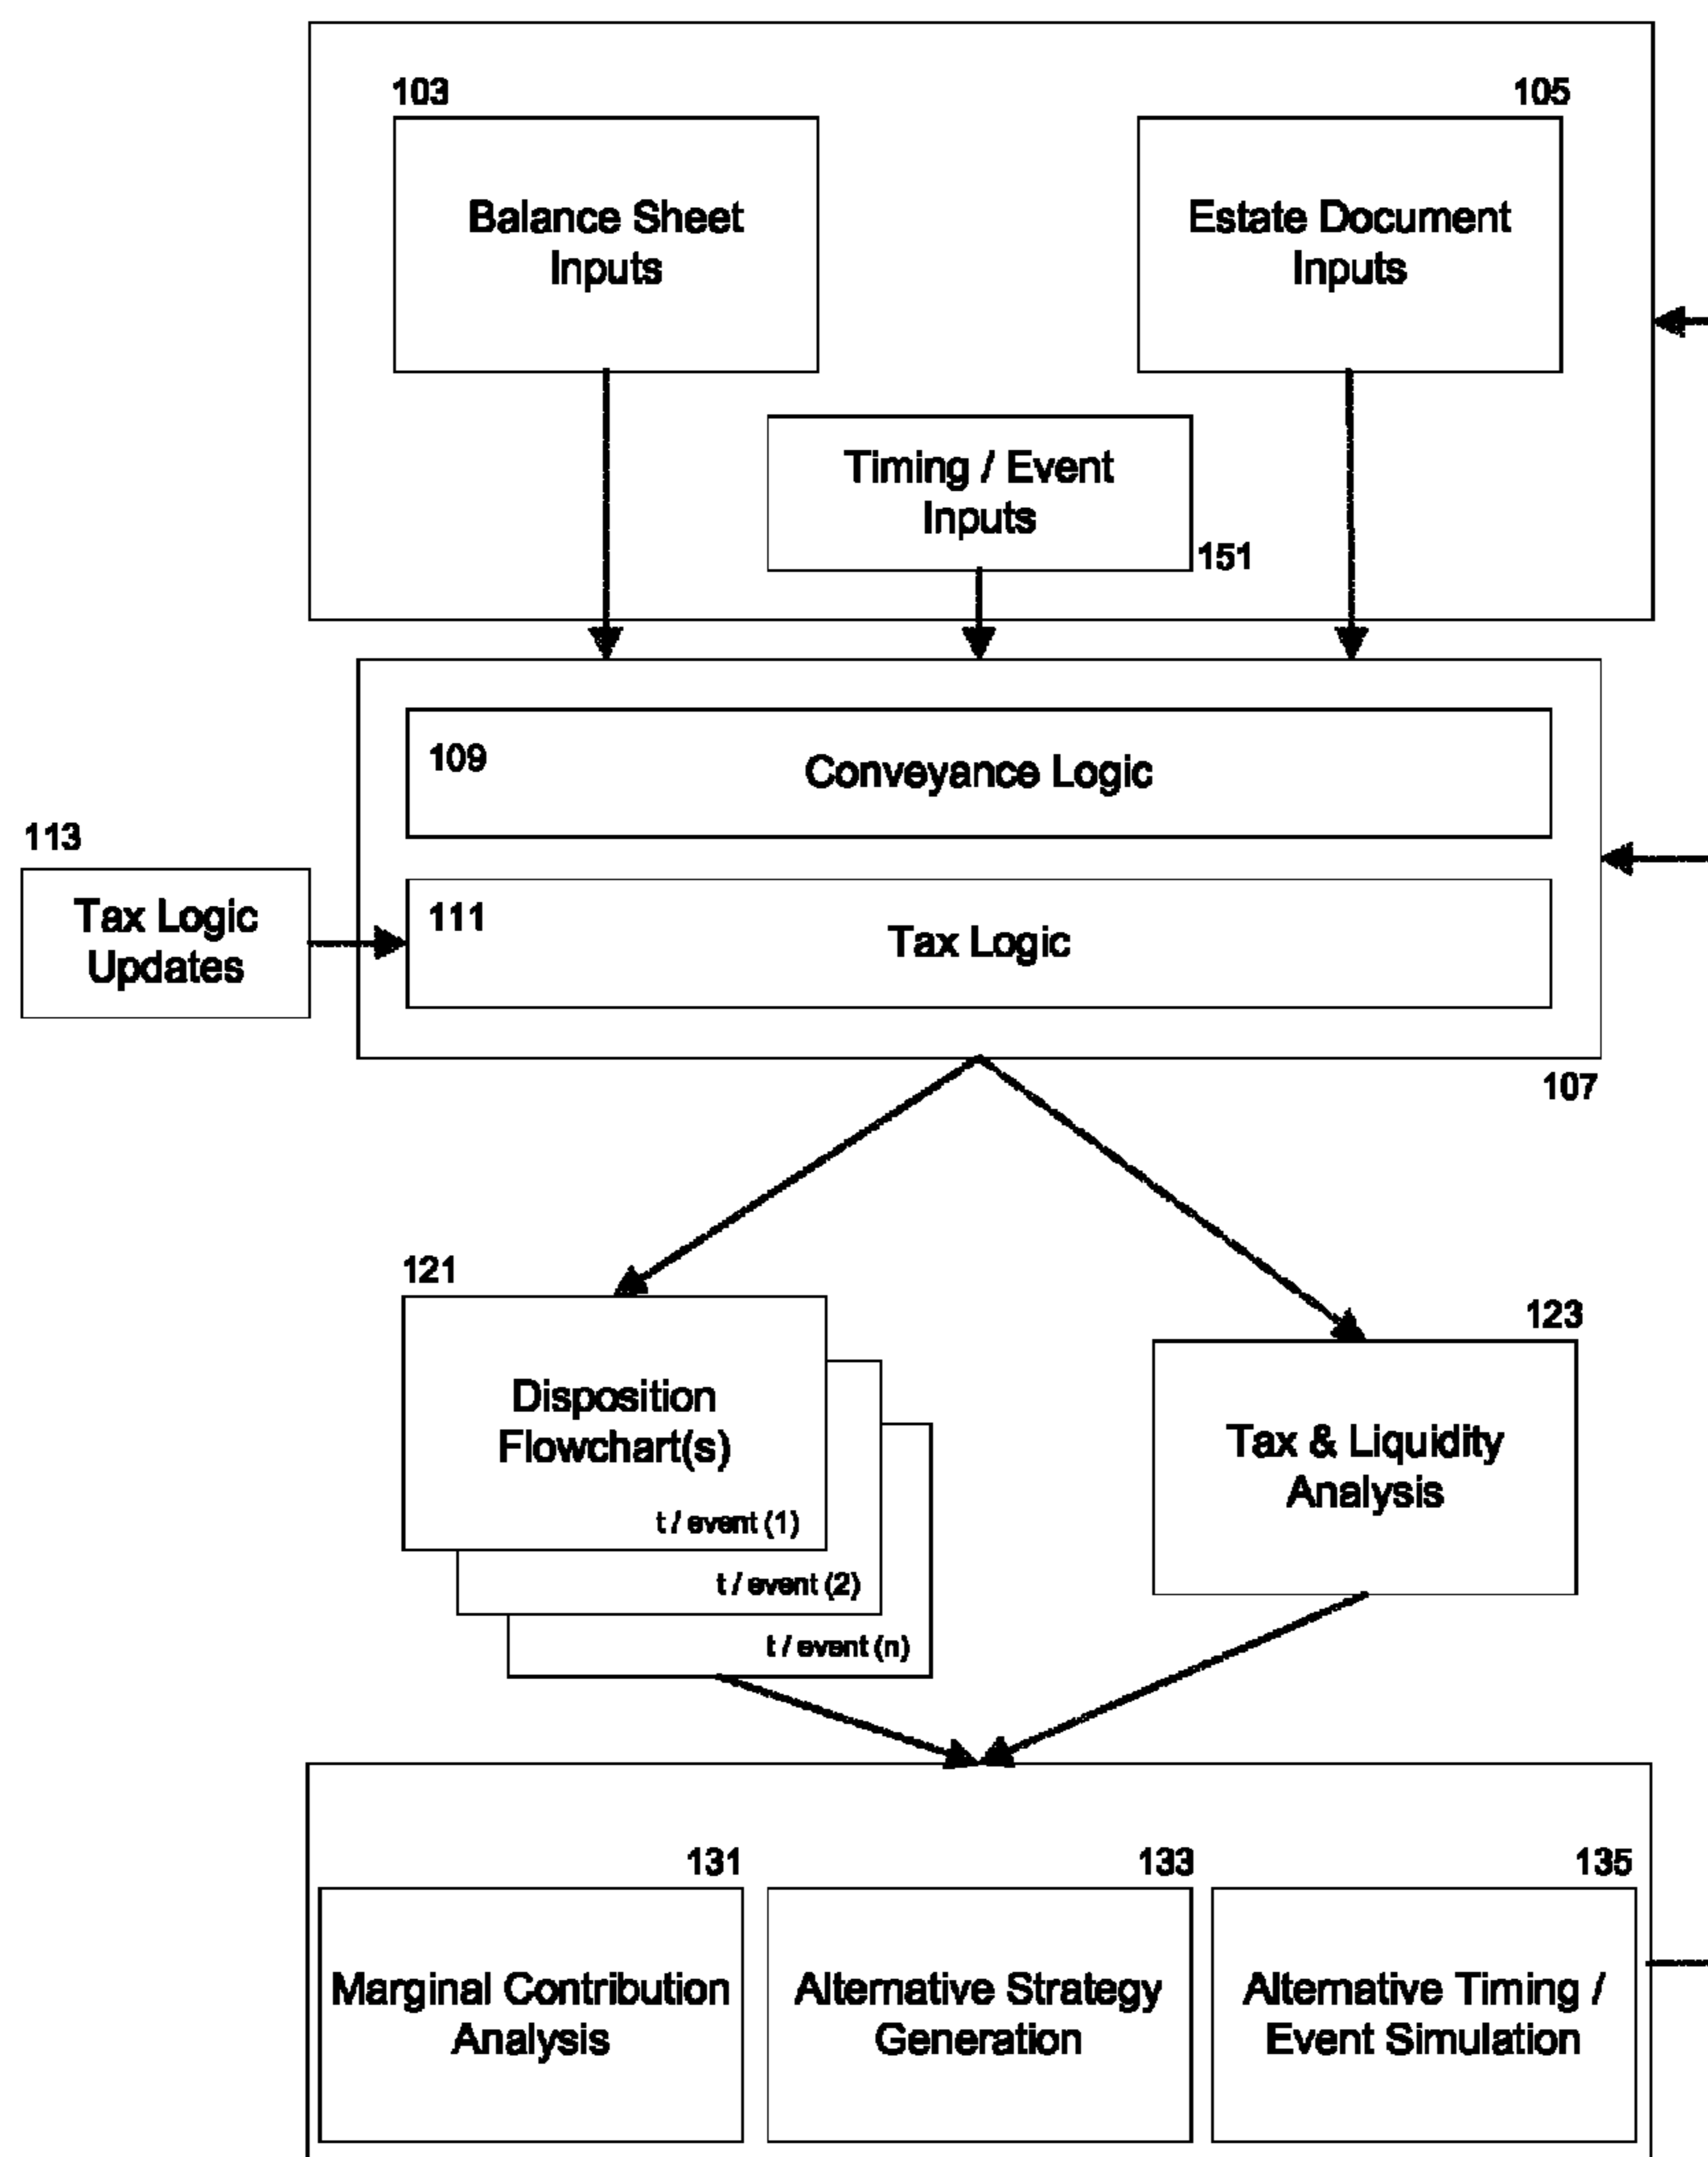 103
105
Balance Sheet
Inputs
Estate Document
Inputs
Timing / Event
Inputs
151
109
Conveyance Logic
113
Tax Logic
Updates
111
Tax Logic
107
121
123
Disposition
Flowchart(s)
t / event (1)
t / event (2)
t / event (n)
Tax & Liquidity
Analysis
131
133
135
Marginal Contribution
Analysis
Alternative Strategy
Generation
Alternative Timing /
Event Simulation